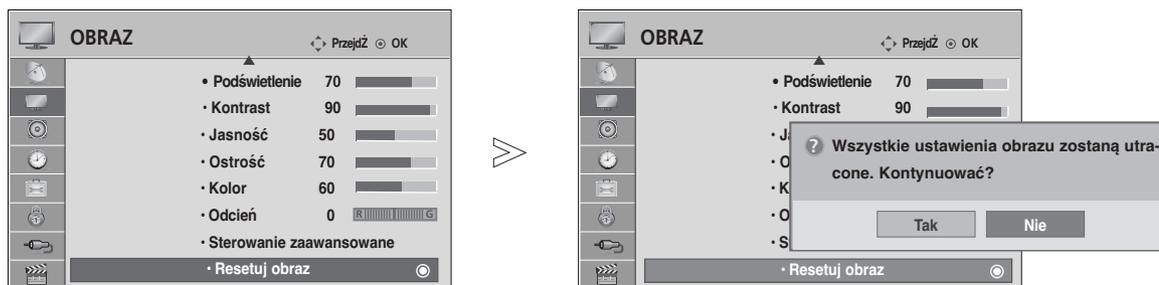 OBRAZ
PrzejdŹ OK
• Podświetlenie 70
• Kontrast 90
• Jasność 50
• Ostrość 70
• Kolor 60
• Odcień 0 R G
• Sterowanie zaawansowane
• Resetuj obraz
OBRAZ
PrzejdŹ OK
• Podświetlenie 70
• Kontrast 90
• J
• O
• K
• O
• S
? Wszystkie ustawienia obrazu zostaną utra-
cone. Kontynuować?
Tak Nie
• Resetuj obraz